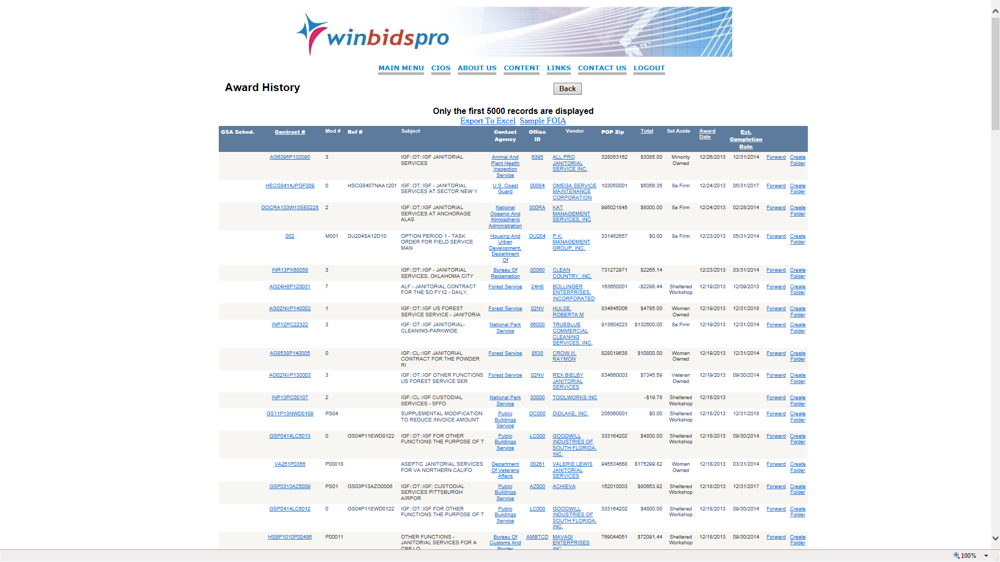 winbidspro
MAIN MENU CIOS ABOUT US CONTENT LINKS CONTACT US LOGOUT
Award History
Back
Only the first 5000 records are displayed
Export To Excel Sample FOIA
GSA Sched. Contract # Mod # Ref # Subject Contact Agency Office ID Vendor POP Zip Total Set Aside Award Date Est. Completion Date
AG6395P130090 3 IGF::OT::IGF JANITORIAL SERVICES Animal And Plant Health Inspection Service 6395 ALL PRO JANITORIAL SERVICE INC. 328053162 $3085.00 Minority Owned 12/26/2013 12/31/2014 Forward Create Folder
HSCG8414JPGF009 0 HSCG8407NAA1201 IGF::OT::IGF - JANITORIAL SERVICES AT SECTOR NEW Y U.S. Coast Guard 00084 OMEGA SERVICE MAINTENANCE CORPORATION 103050001 $5056.35 8a Firm 12/24/2013 05/31/2017 Forward Create Folder
DOCRA133W13SE0228 2 IGF::OT::IGF JANITORIAL SERVICES AT ANCHORAGE ALAS National Oceanic And Atmospheric Administration 000RA KAT MANAGEMENT SERVICES, INC 995021845 $8000.00 8a Firm 12/24/2013 02/28/2014 Forward Create Folder
002 M001 DU204SA12D10 OPTION PERIOD 1 - TASK ORDER FOR FIELD SERVICE MAN Housing And Urban Development, Department Of DU204 P.K. MANAGEMENT GROUP, INC. 331452657 $0.00 8a Firm 12/23/2013 05/31/2014 Forward Create Folder
INR13PX60058 3 IGF::OT::IGF - JANITORIAL SERVICES, OKLAHOMA CITY Bureau Of Reclamation 00060 CLEAN COUNTRY, INC. 731272971 $2265.14 12/23/2013 03/31/2014 Forward Create Folder
AG24H8P120001 7 ALF - JANITORIAL CONTRACT FOR THE SO FY12 - DAILY, Forest Service 24H8 BOLLINGER ENTERPRISES, INCORPORATED 163650001 -$2298.44 Sheltered Workshop 12/19/2013 12/09/2013 Forward Create Folder
AG02NVP140002 1 IGF::OT::IGF US FOREST SERVICE SERVICE - JANITORIA Forest Service 02NV HULSE, ROBERTA M 834645006 $4785.00 Woman Owned 12/19/2013 12/31/2018 Forward Create Folder
INP12PC22322 3 IGF::OT::IGF JANITORIAL-CLEANING-PARKWIDE National Park Service 86000 TRUEBLUE COMMERCIAL CLEANING SERVICES, INC. 913604223 $132600.00 8a Firm 12/19/2013 12/31/2014 Forward Create Folder
AG8538P140005 0 IGF::CL::IGF JANITORIAL CONTRACT FOR THE POWDER RI Forest Service 8538 CROW III, RAYMON 828019638 $10800.00 Woman Owned 12/19/2013 12/31/2014 Forward Create Folder
AG02NVP130003 3 IGF::OT::IGF OTHER FUNCTIONS US FOREST SERVICE SER Forest Service 02NV REX BIELBY JANITORIAL SERVICES 834660003 $7345.59 Veteran Owned 12/19/2013 09/30/2014 Forward Create Folder
INP13PC00107 2 IGF::CL::IGF CUSTODIAL SERVICES - SFFO National Park Service 30000 TOOLWORKS INC -$19.78 Sheltered Workshop 12/18/2013 Forward Create Folder
GS11P13NWD0109 PS04 SUPPLEMENTAL MODIFICATION TO REDUCE INVOICE AMOUNT Public Buildings Service DC000 DIDLAKE, INC. 205060001 $0.00 Sheltered Workshop 12/18/2013 12/31/2018 Forward Create Folder
GSP0414LC5013 0 GS04P11EWD0122 IGF::OT::IGF FOR OTHER FUNCTIONS THE PURPOSE OF T Public Buildings Service LC000 GOODWILL INDUSTRIES OF SOUTH FLORIDA, INC. 333164202 $4800.00 Sheltered Workshop 12/18/2013 09/30/2014 Forward Create Folder
VA261P0356 P00018 ASEPTIC JANITORIAL SERVICES FOR VA NORTHERN CALIFO Department Of Veterans Affairs 00261 VALERIE LEWIS JANITORIAL SERVICES 945534668 $175299.82 Woman Owned 12/18/2013 03/31/2014 Forward Create Folder
GSP0313AZ5009 PS01 GS03P13AZD0006 IGF::OT::IGF; CUSTODIAL SERVICES PITTSBURGH AIRPOR Public Buildings Service AZ000 ACHIEVA 152010003 $80653.92 Sheltered Workshop 12/18/2013 12/31/2017 Forward Create Folder
GSP0414LC5012 0 GS04P11EWD0122 IGF::OT::IGF FOR OTHER FUNCTIONS THE PURPOSE OF T Public Buildings Service LC000 GOODWILL INDUSTRIES OF SOUTH FLORIDA, INC. 333164202 $4800.00 Sheltered Workshop 12/18/2013 09/30/2014 Forward Create Folder
HSBP1010P00486 P00011 OTHER FUNCTIONS - JANITORIAL SERVICES FOR A CBP LO Bureau Of Customs And Border AMBTCD MAVAGI ENTERPRISES INC 769044051 $72091.44 Sheltered Workshop 12/18/2013 09/30/2014 Forward Create Folder
100%